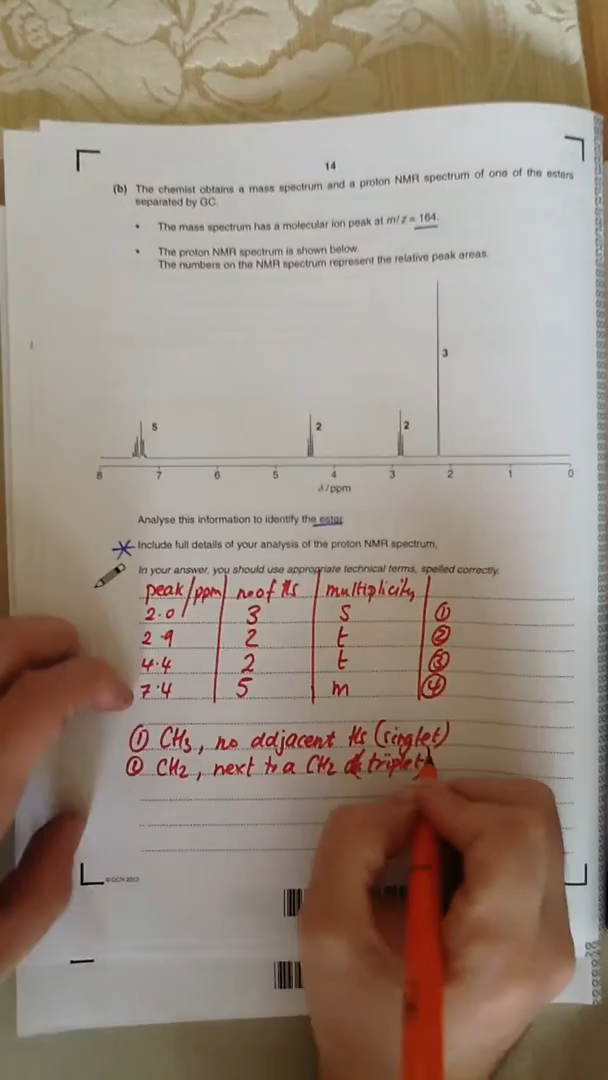 14
(b) The chemist obtains a mass spectrum and a proton NMR spectrum of one of the esters
separated by GC.
• The mass spectrum has a molecular ion peak at m/z = 164.
• The proton NMR spectrum is shown below.
The numbers on the NMR spectrum represent the relative peak areas.
3
5 2 2
8 7 6 5 4 3 2 1 0
δ/ppm
Analyse this information to identify the ester.
* Include full details of your analysis of the proton NMR spectrum.
In your answer, you should use appropriate technical terms, spelled correctly.
peak/ppm no of Hs multiplicity
2.0 3 s ①
2.9 2 t ②
4.4 2 t ③
7.4 5 m ④
① CH3, no adjacent Hs (singlet)
② CH2, next to a CH2 (triplet)
© OCR 2013